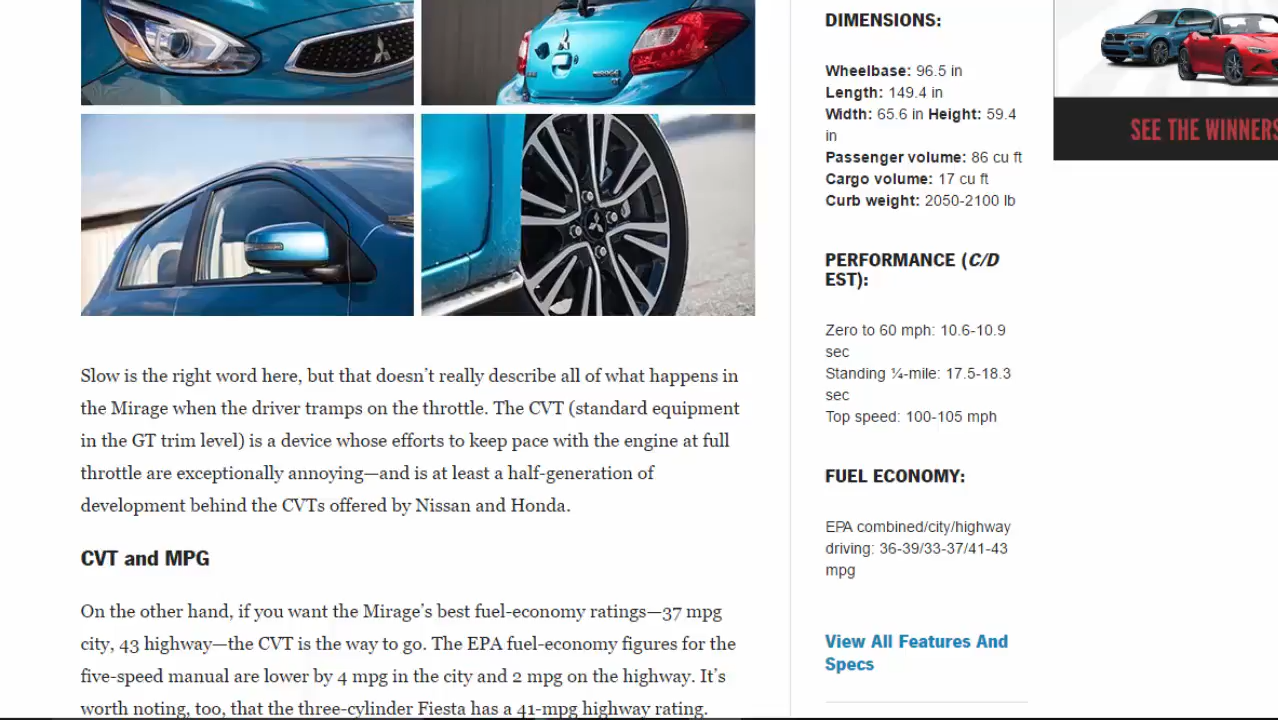 Slow is the right word here, but that doesn’t really describe all of what happens in
the Mirage when the driver tramps on the throttle. The CVT (standard equipment
in the GT trim level) is a device whose efforts to keep pace with the engine at full
throttle are exceptionally annoying—and is at least a half-generation of
development behind the CVTs offered by Nissan and Honda.
CVT and MPG
On the other hand, if you want the Mirage’s best fuel-economy ratings—37 mpg
city, 43 highway—the CVT is the way to go. The EPA fuel-economy figures for the
five-speed manual are lower by 4 mpg in the city and 2 mpg on the highway. It’s
worth noting, too, that the three-cylinder Fiesta has a 41-mpg highway rating.
DIMENSIONS:
Wheelbase: 96.5 in
Length: 149.4 in
Width: 65.6 in Height: 59.4
in
Passenger volume: 86 cu ft
Cargo volume: 17 cu ft
Curb weight: 2050-2100 lb
PERFORMANCE (C/D
EST):
Zero to 60 mph: 10.6-10.9
sec
Standing ¼-mile: 17.5-18.3
sec
Top speed: 100-105 mph
FUEL ECONOMY:
EPA combined/city/highway
driving: 36-39/33-37/41-43
mpg
View All Features And
Specs
SEE THE WINNERS